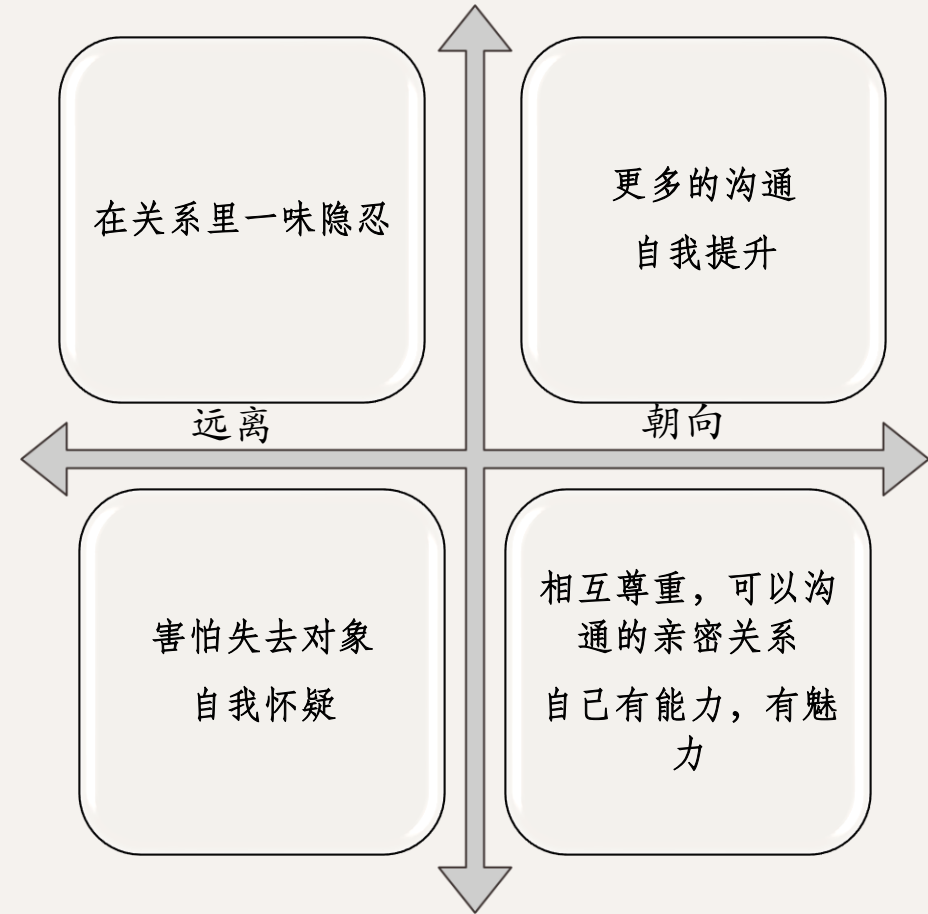 在关系里一味隐忍
更多的沟通
自我提升
远离
朝向
害怕失去对象
自我怀疑
相互尊重，可以沟
通的亲密关系
自己有能力，有魅
力